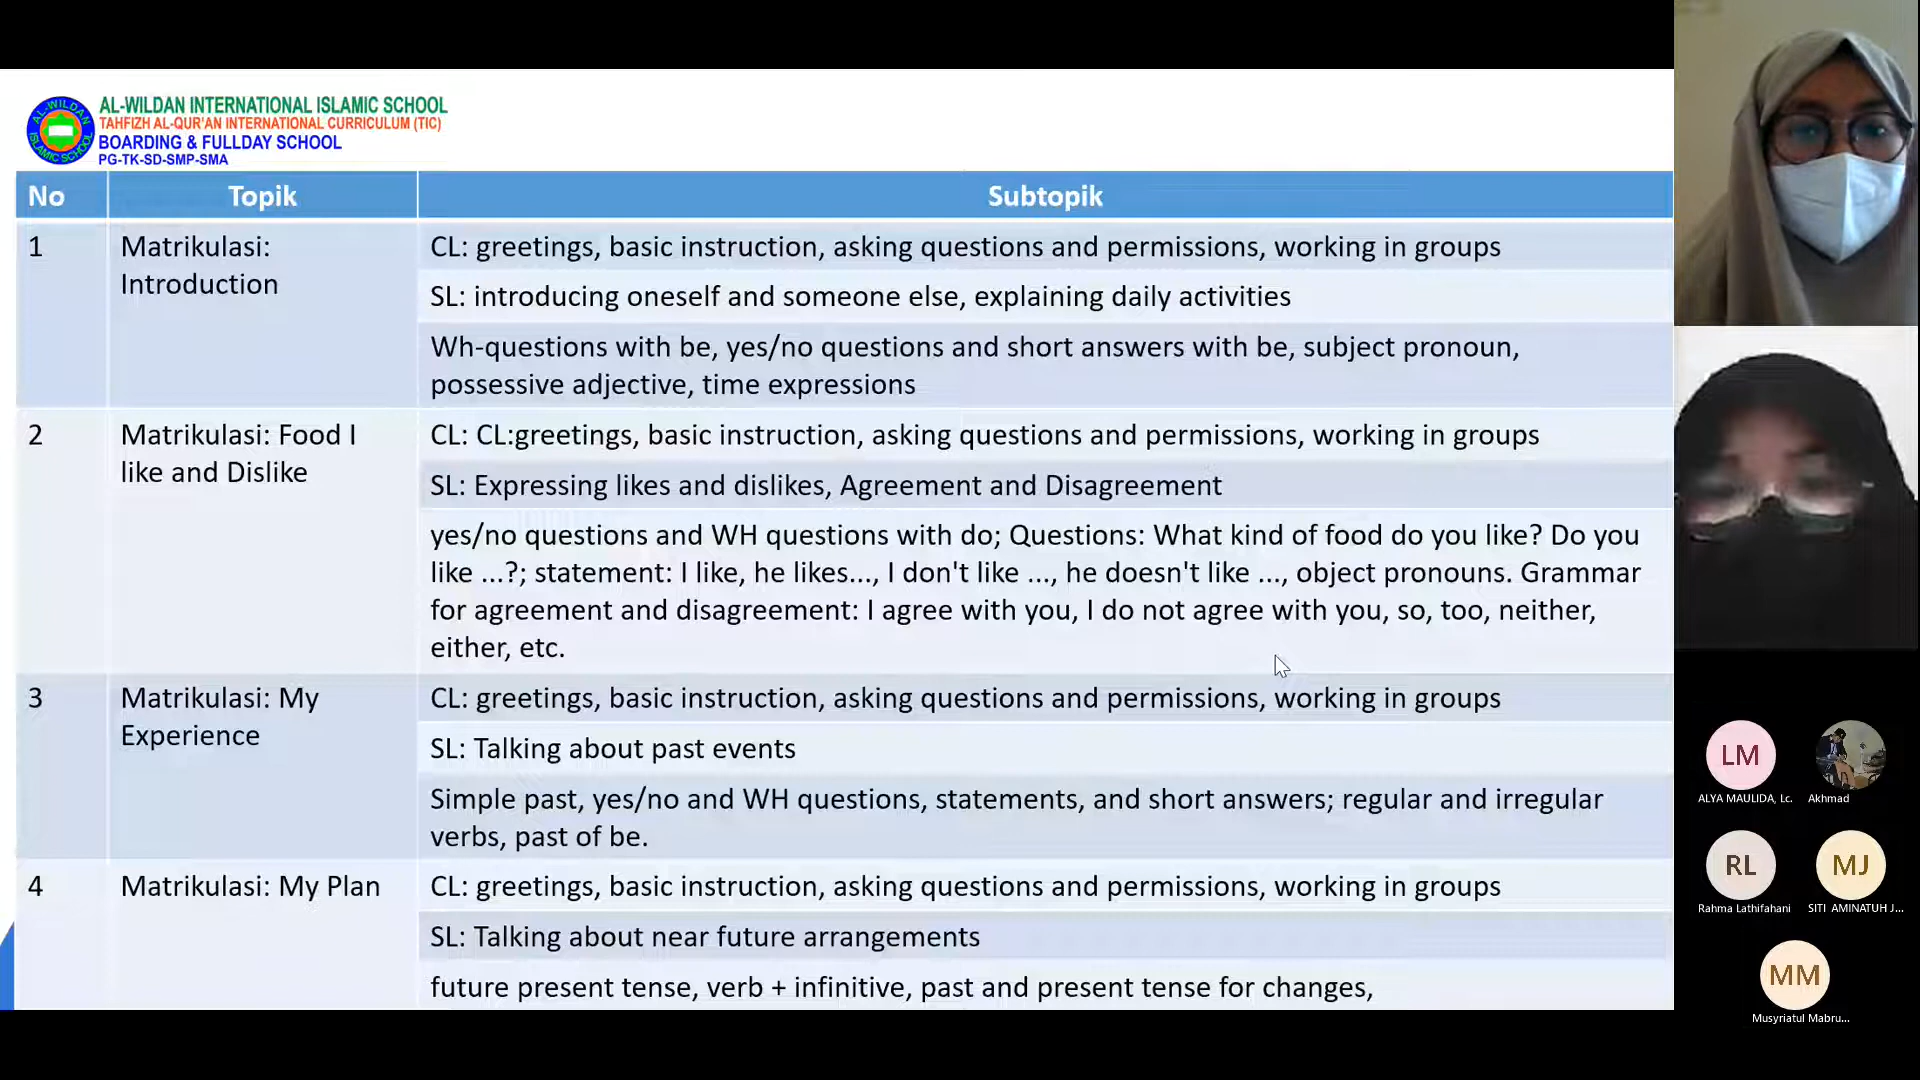 AL-WILDAN INTERNATIONAL ISLAMIC SCHOOL
TAHFIZH AL-QUR'AN INTERNATIONAL CURRICULUM (TIC)
BOARDING & FULLDAY SCHOOL
PG-TK-SD-SMP-SMA
AL-WILDAN
ISLAMIC SCHOOL
No Topik Subtopik
1 Matrikulasi: Introduction
CL: greetings, basic instruction, asking questions and permissions, working in groups
SL: introducing oneself and someone else, explaining daily activities
Wh-questions with be, yes/no questions and short answers with be, subject pronoun,
possessive adjective, time expressions
2 Matrikulasi: Food I
like and Dislike
CL: CL:greetings, basic instruction, asking questions and permissions, working in groups
SL: Expressing likes and dislikes, Agreement and Disagreement
yes/no questions and WH questions with do; Questions: What kind of food do you like? Do you
like ...?; statement: I like, he likes..., I don't like ..., he doesn't like ..., object pronouns. Grammar
for agreement and disagreement: I agree with you, I do not agree with you, so, too, neither,
either, etc.
3 Matrikulasi: My
Experience
CL: greetings, basic instruction, asking questions and permissions, working in groups
SL: Talking about past events
Simple past, yes/no and WH questions, statements, and short answers; regular and irregular
verbs, past of be.
4 Matrikulasi: My Plan
CL: greetings, basic instruction, asking questions and permissions, working in groups
SL: Talking about near future arrangements
future present tense, verb + infinitive, past and present tense for changes,
LM
ALYA MAULIDA, Lc.
Akhmad
RL
Rahma Lathifahani
MJ
SITI AMINATUH J...
MM
Musyriatul Mabru...